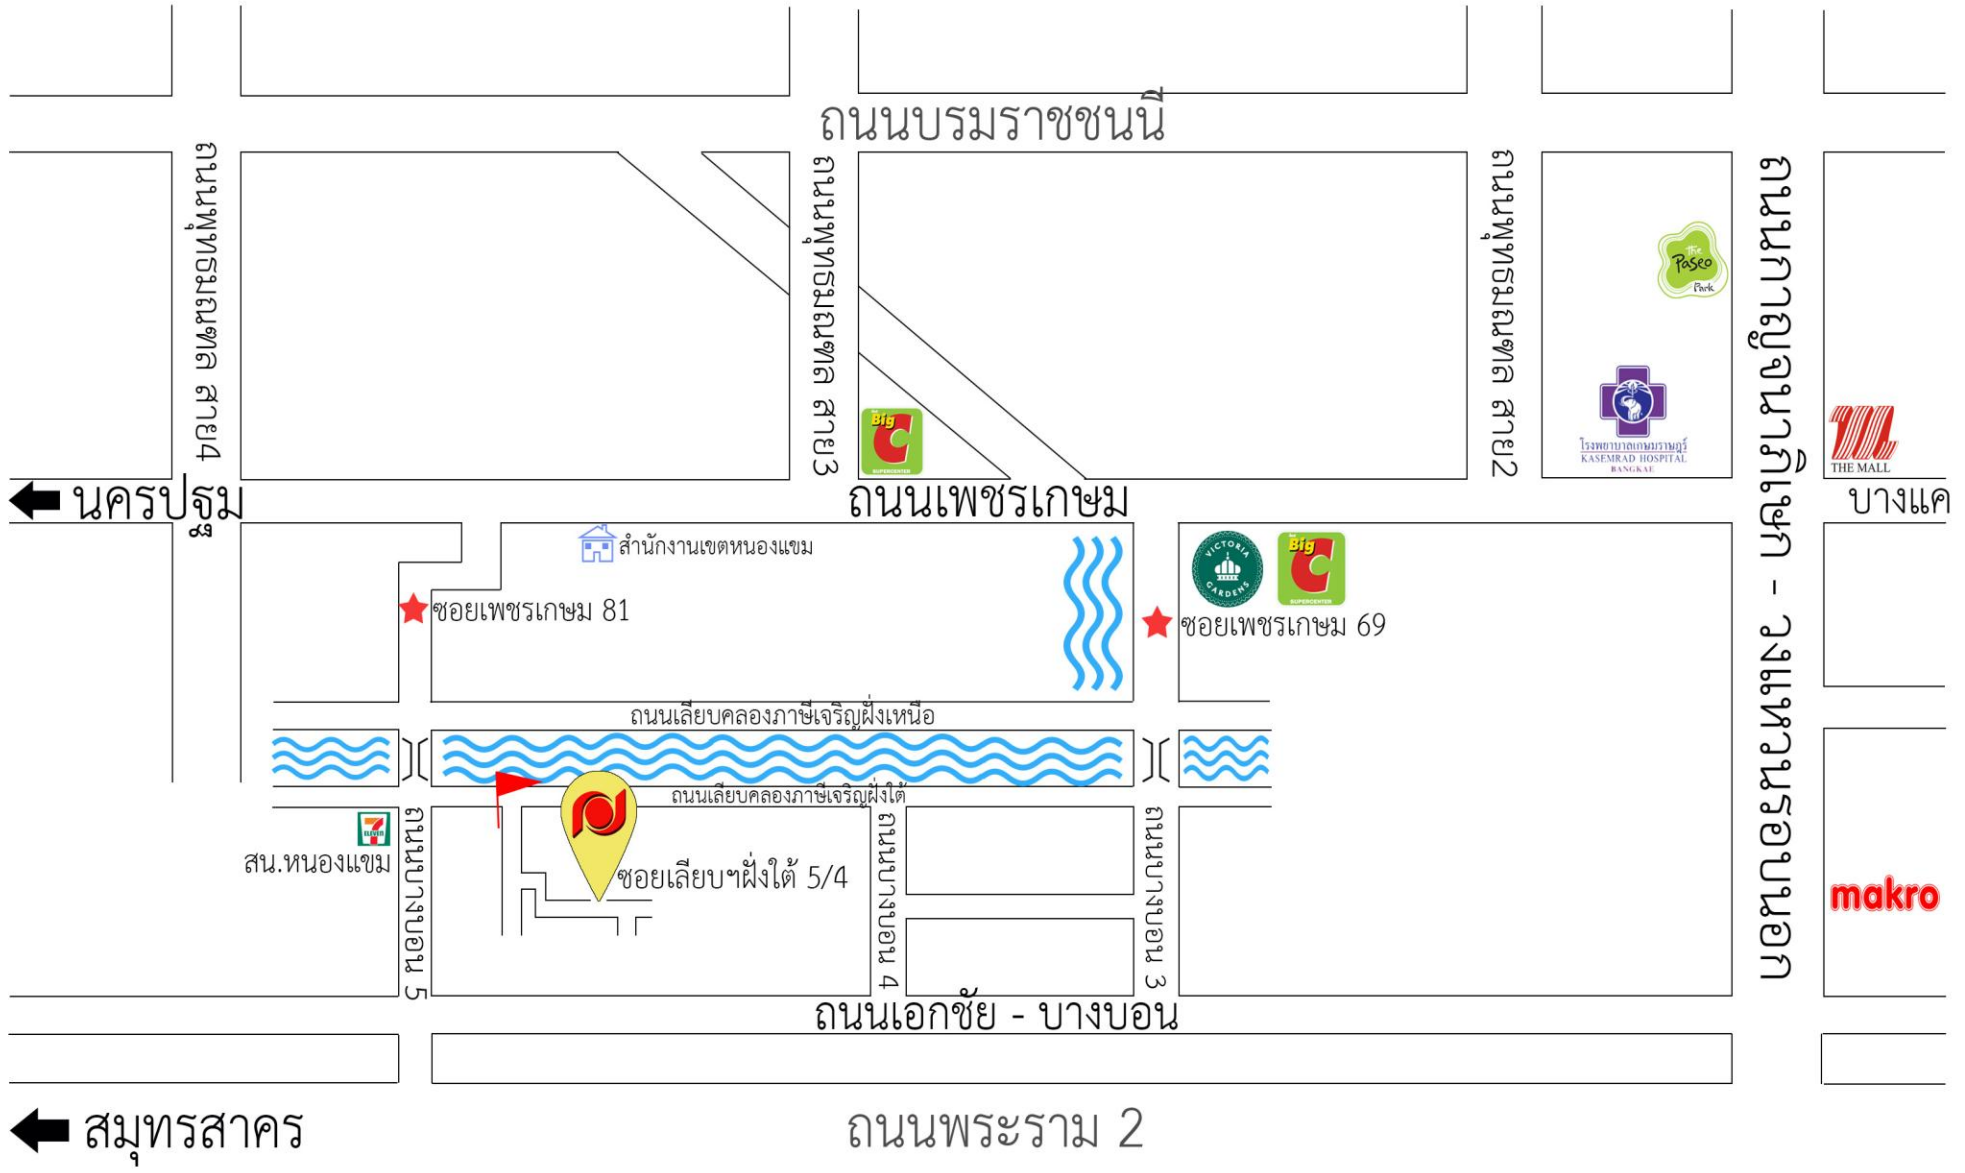 ถนนบรมราชชนนี
ถนนพุทธมณฑล สาย4
ถนนพุทธมณฑล สาย3
ถนนพุทธมณฑล สาย2
ถนนกาญจนาภิเษก - วงแหวนรอบนอก
The
Paseo
Park
โรงพยาบาลเกษมราษฎร์
KASEMRAD HOSPITAL
BANGKAE
THE MALL
Big
C
SUPERCENTER
นครปฐม
ถนนเพชรเกษม
บางแค
สำนักงานเขตหนองแขม
VICTORIA
GARDENS
Big
C
SUPERCENTER
ซอยเพชรเกษม 81
ซอยเพชรเกษม 69
ถนนเลียบคลองภาษีเจริญฝั่งเหนือ
ถนนเลียบคลองภาษีเจริญฝั่งใต้
7
ELEVEN
สน.หนองแขม
ถนนบางบอน 5
ซอยเลียบฯฝั่งใต้ 5/4
ถนนบางบอน 4
ถนนบางบอน 3
makro
ถนนเอกชัย - บางบอน
สมุทรสาคร
ถนนพระราม 2